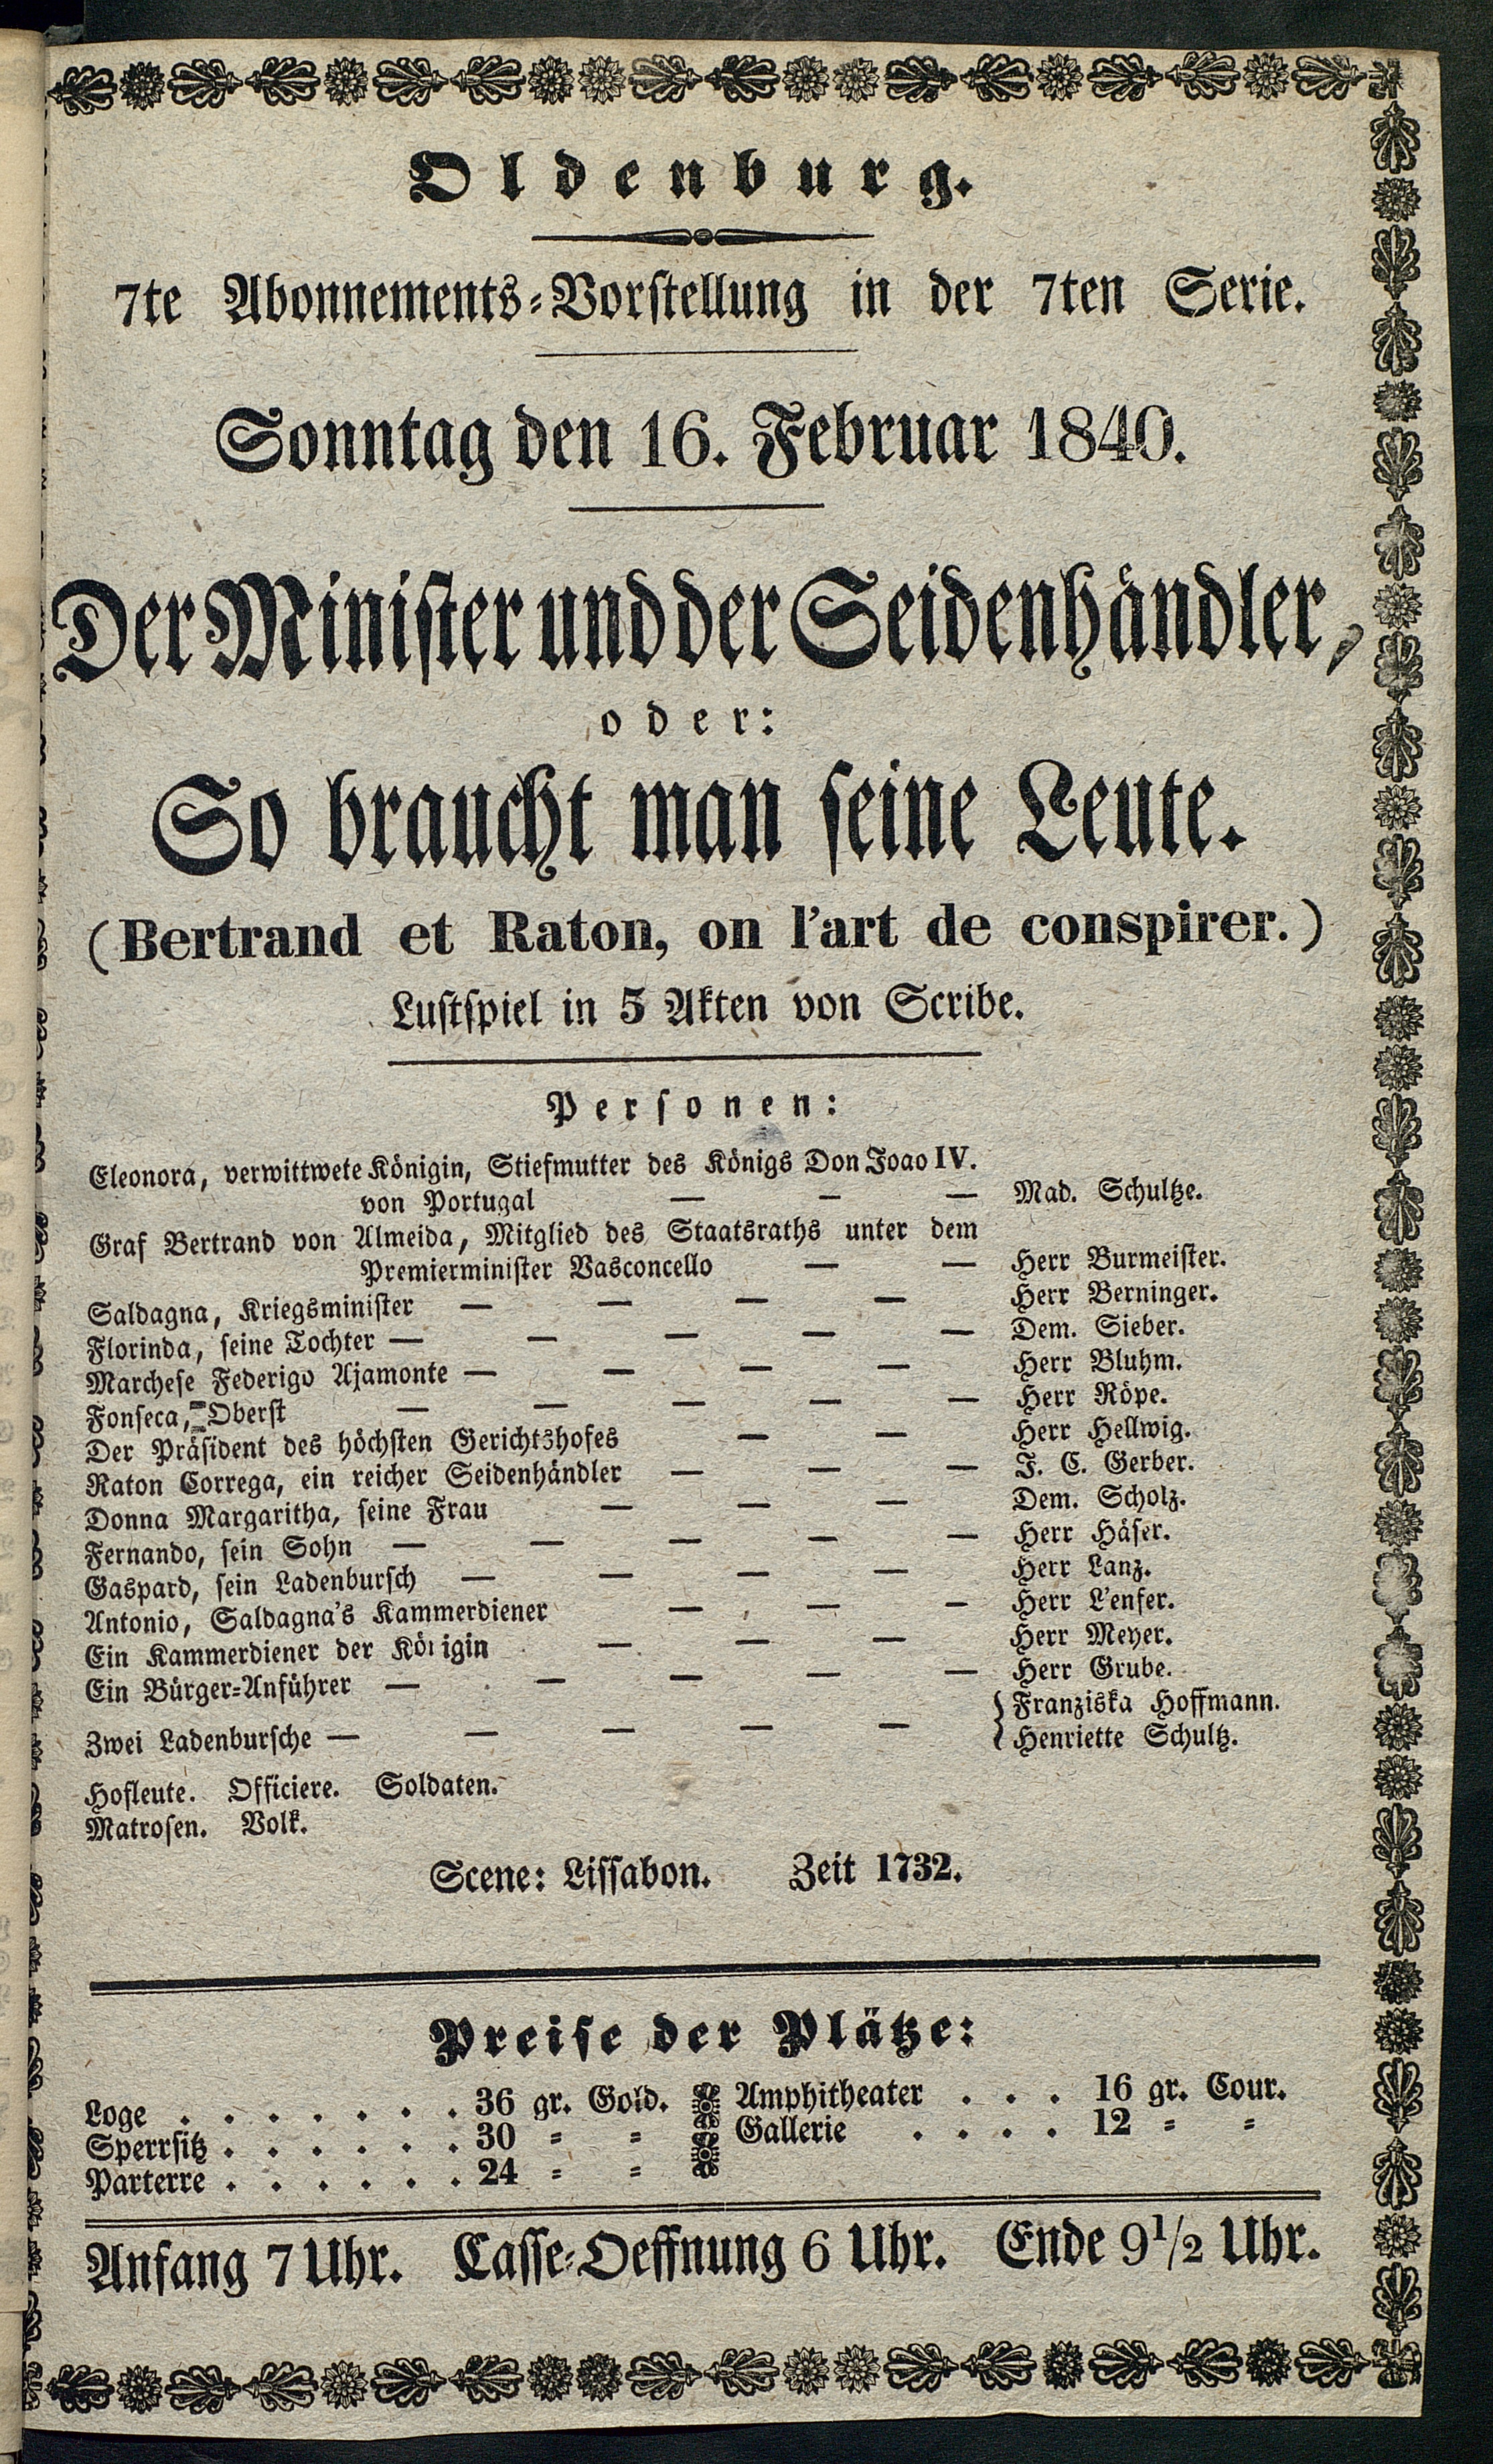 Oldenburg.
7te Abonnements-Vorstellung in der 7ten Serie.
Sonntag den 16. Februar 1840.
Der Minister und der Seidenhändler,
oder:
So braucht man seine Leute.
(Bertrand et Raton, on l'art de conspirer.)
Lustspiel in 5 Akten von Scribe.
Personen:
Eleonora, verwittwete Königin, Stiefmutter des Königs Don Joao IV.
von Portugal — — — Mad. Schultze.
Graf Bertrand von Almeida, Mitglied des Staatsraths unter dem
Premierminister Vasconcello — — Herr Burmeister.
Saldagna, Kriegsminister — — — — Herr Berninger.
Florinda, seine Tochter — — — — — Dem. Sieber.
Marchese Federigo Ajamonte — — — — Herr Bluhm.
Fonseca, Oberst — — — — — Herr Röpe.
Der Präsident des höchsten Gerichtshofes — — Herr Hellwig.
Raton Correga, ein reicher Seidenhändler — — — J. C. Gerber.
Donna Margaritha, seine Frau — — — Dem. Scholz.
Fernando, sein Sohn — — — — — Herr Häser.
Gaspard, sein Ladenbursch — — — — Herr Lanz.
Antonio, Saldagna's Kammerdiener — — — Herr L'enfer.
Ein Kammerdiener der Königin — — — Herr Meyer.
Ein Bürger-Anführer — — — — — Herr Grube.
Zwei Ladenbursche — — — — — { Franziska Hoffmann.
Henriette Schultz.
Hofleute. Officiere. Soldaten.
Matrosen. Volk.
Scene: Lissabon. Zeit 1732.
Preise der Plätze:
Loge . . . . . . . 36 gr. Gold.
Sperrsitz . . . . . . 30 = =
Parterre . . . . . . 24 = =
Amphitheater . . . 16 gr. Cour.
Gallerie . . . . 12 = =
Anfang 7 Uhr. Casse-Oeffnung 6 Uhr. Ende 9 1/2 Uhr.